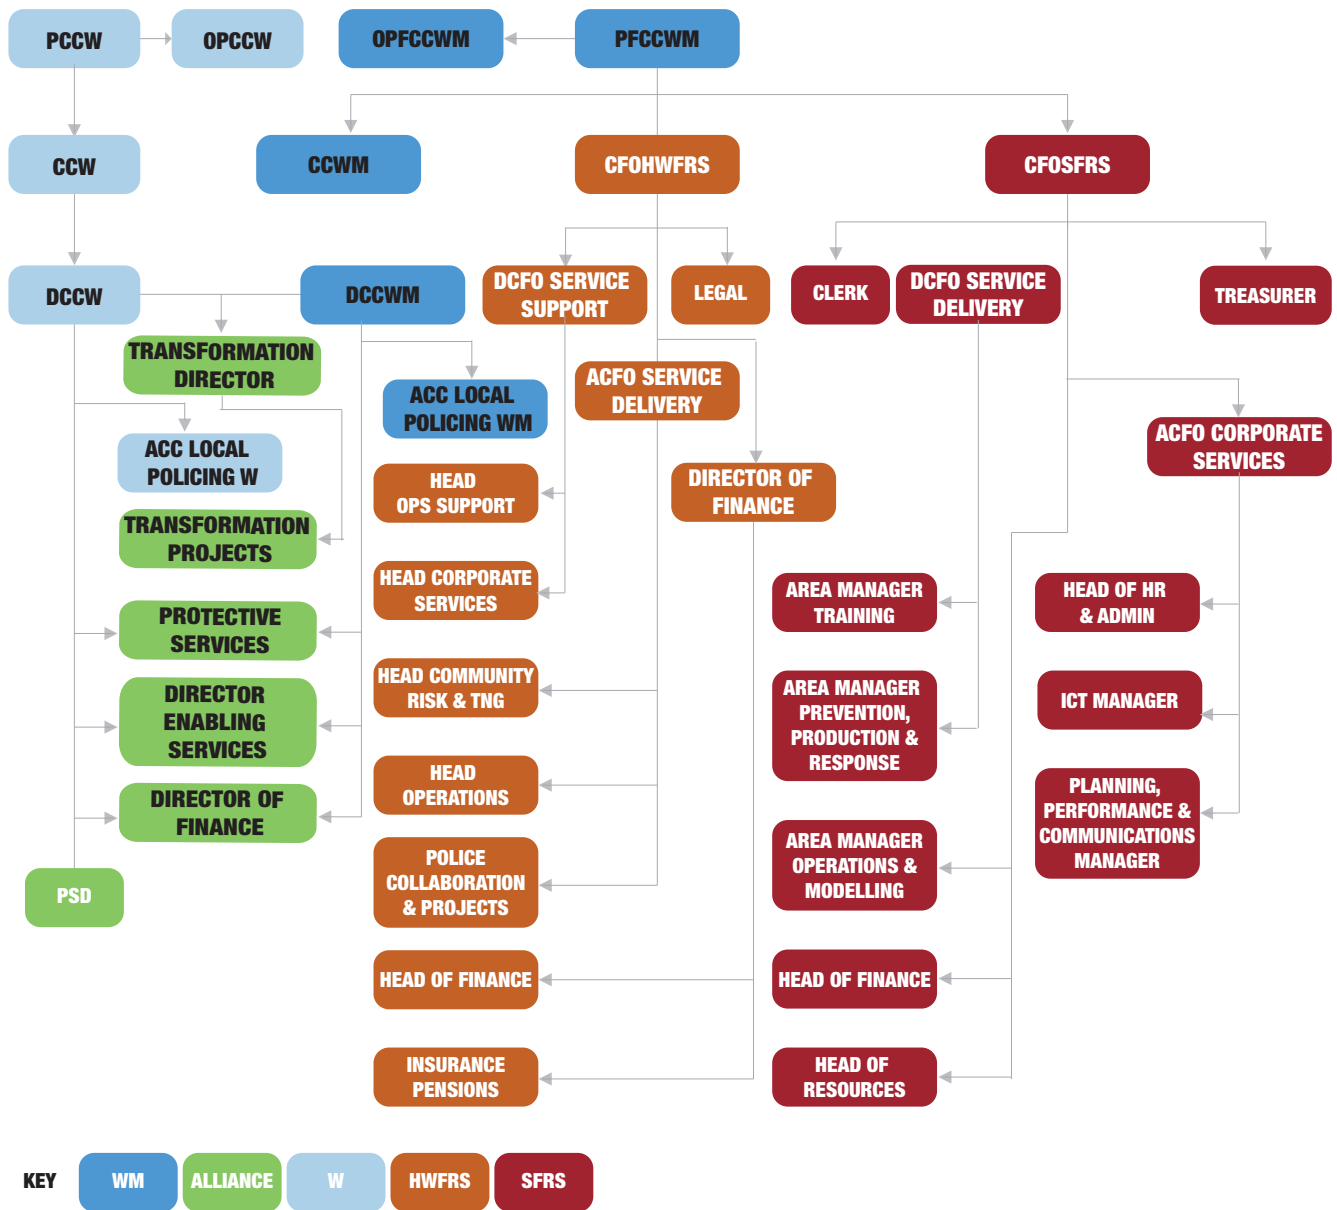 PCCW
OPCCW
OPFCCWM
PFCCWM
CCW
CCWM
CFOHWFRS
CFOSFRS
DCCW
DCCWM
DCFO SERVICE
SUPPORT
LEGAL
CLERK
DCFO SERVICE
DELIVERY
TREASURER
TRANSFORMATION
DIRECTOR
ACC LOCAL
POLICING WM
ACFO SERVICE
DELIVERY
ACFO CORPORATE
SERVICES
ACC LOCAL
POLICING W
HEAD
OPS SUPPORT
DIRECTOR OF
FINANCE
TRANSFORMATION
PROJECTS
HEAD CORPORATE
SERVICES
AREA MANAGER
TRAINING
HEAD OF HR
& ADMIN
PROTECTIVE
SERVICES
HEAD COMMUNITY
RISK & TNG
AREA MANAGER
PREVENTION,
PRODUCTION &
RESPONSE
ICT MANAGER
DIRECTOR
ENABLING
SERVICES
HEAD
OPERATIONS
PLANNING,
PERFORMANCE &
COMMUNICATIONS
MANAGER
DIRECTOR OF
FINANCE
POLICE
COLLABORATION
& PROJECTS
AREA MANAGER
OPERATIONS &
MODELLING
PSD
HEAD OF FINANCE
HEAD OF FINANCE
INSURANCE
PENSIONS
HEAD OF
RESOURCES
KEY
WM
ALLIANCE
W
HWFRS
SFRS